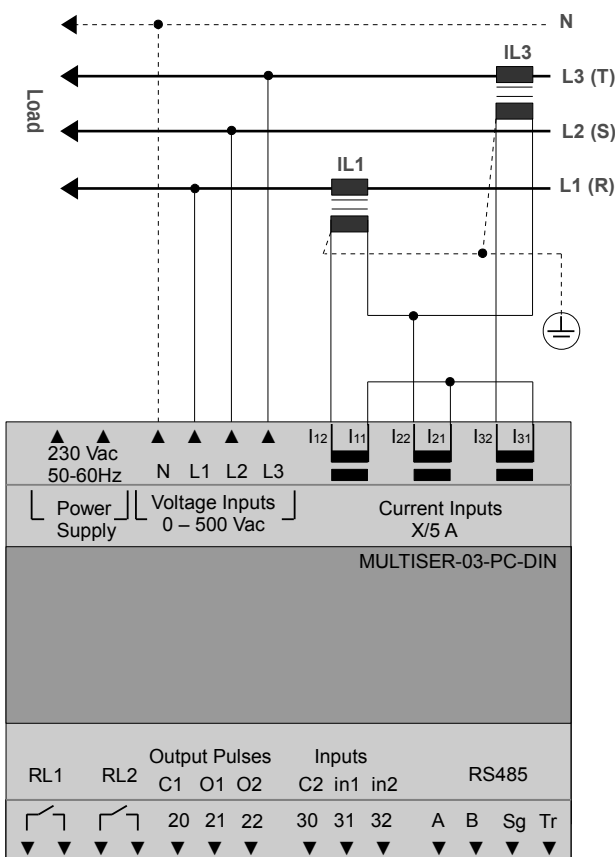 N
IL3
L3 (T)
Load
L2 (S)
IL1
L1 (R)
I12 I11 I22 I21 I32 I31
230 Vac
50-60Hz
N L1 L2 L3
Power
Supply
Voltage Inputs
0 – 500 Vac
Current Inputs
X/5 A
MULTISER-03-PC-DIN
Output Pulses
Inputs
RL1 RL2 C1 O1 O2 C2 in1 in2 RS485
20 21 22 30 31 32 A B Sg Tr